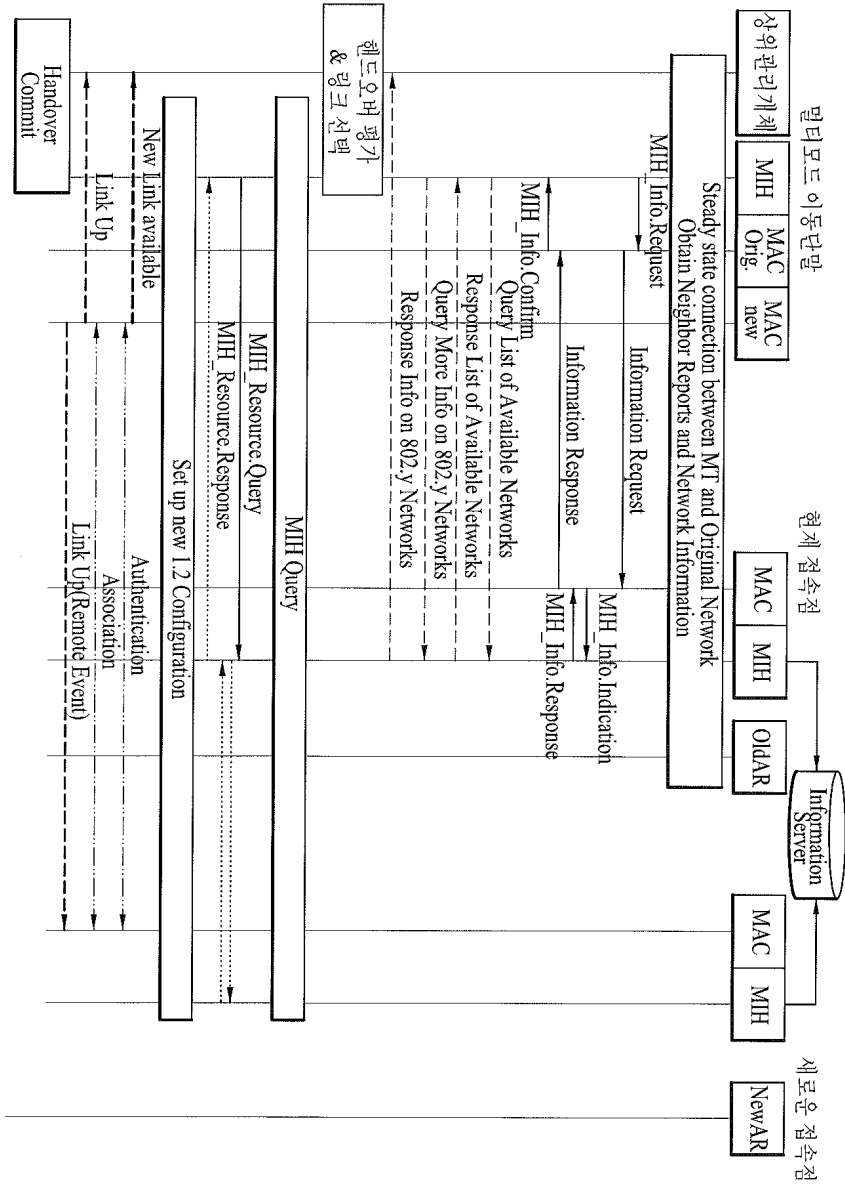 멀티모드 이동단말
현재 접속점
새로운 접속점
상위관리개체
MIH
MAC
Orig.
MAC
new
MAC
MIH
OldAR
Information
Server
MAC
MIH
NewAR
Steady state connection between MT and Original Network
Obtain Neighbor Reports and Network Information
MIH_Info.Request
Information Request
MIH_Info.Indication
MIH_Info.Response
Information Response
MIH_Info.Confirm
Query List of Available Networks
Response List of Available Networks
Query More Info on 802.y Networks
Response Info on 802.y Networks
핸드오버 평가
& 링크 선택
MIH Query
MIH_Resource.Query
MIH_Resource.Response
Set up new 1.2 Configuration
New Link available
Authentication
Association
Link Up
Link Up(Remote Event)
Handover
Commit